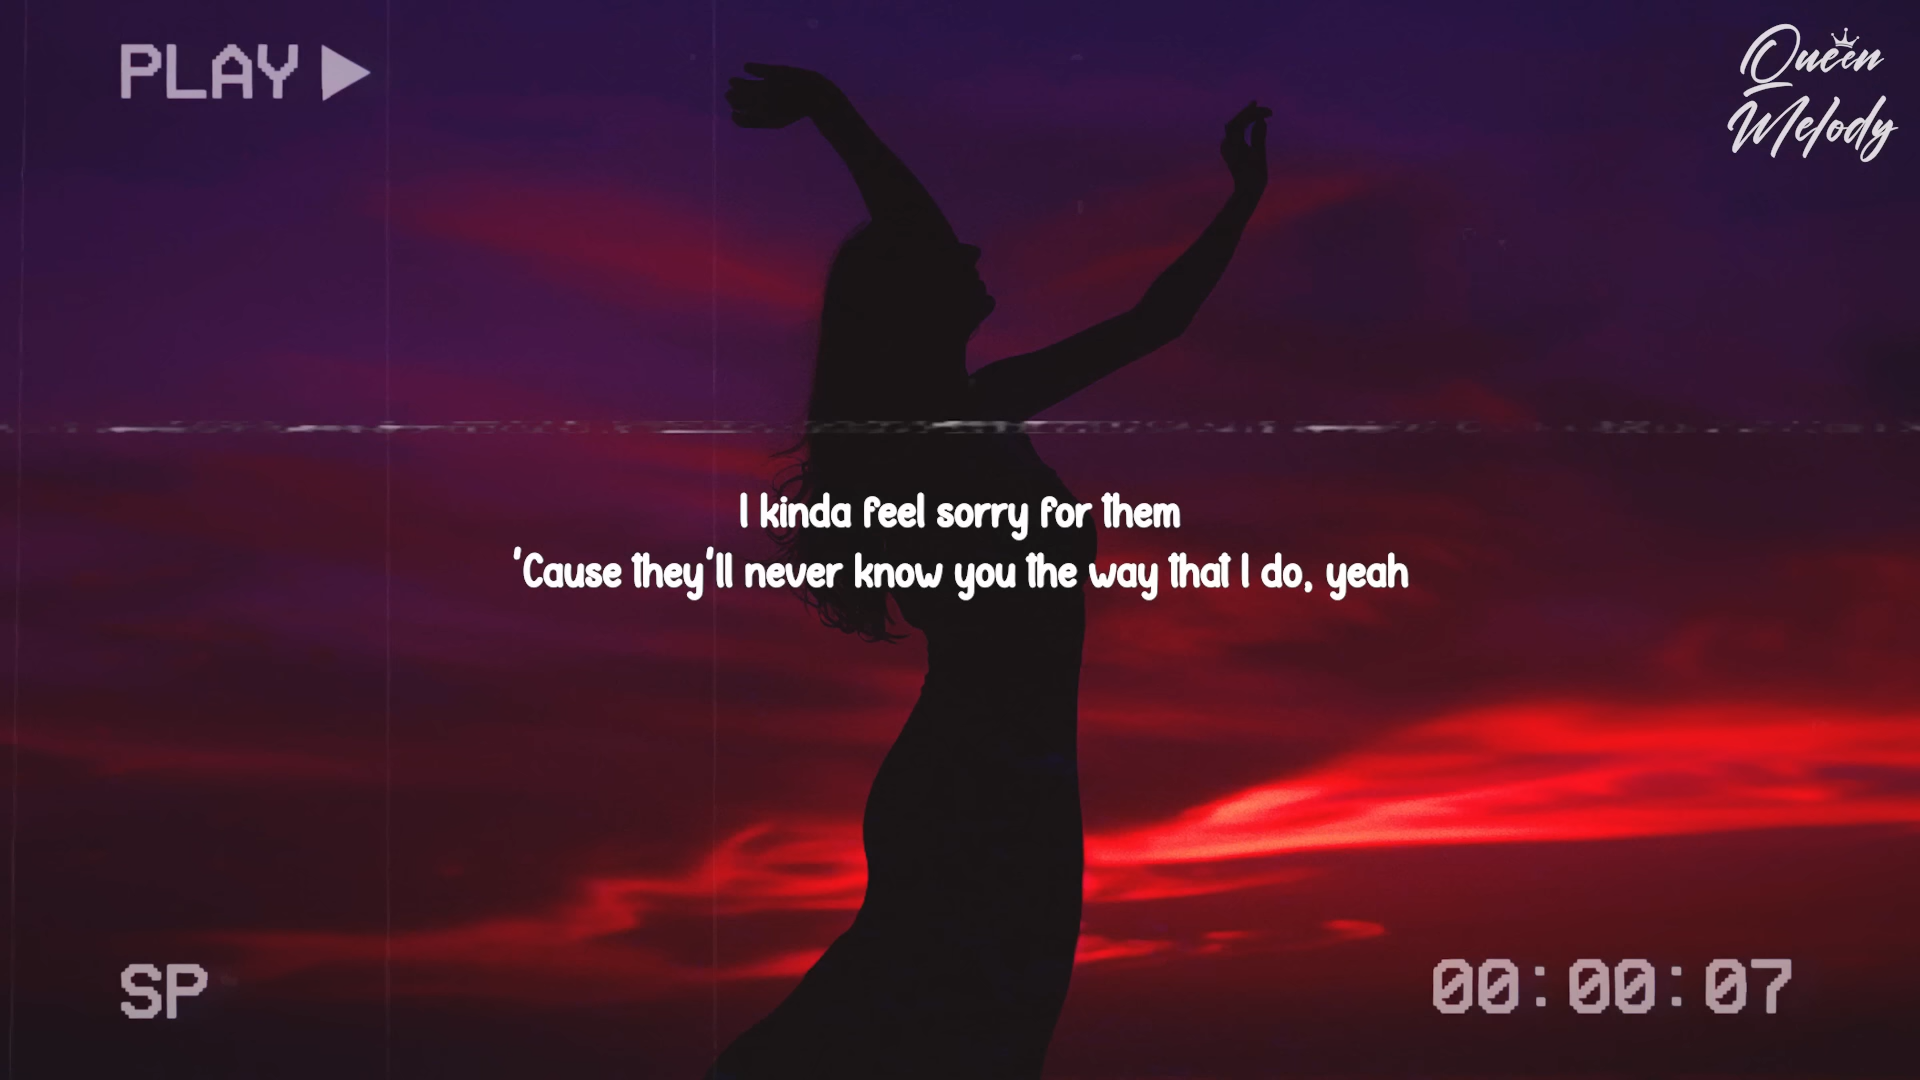 PLAY
Queen
Melody
I kinda feel sorry for them
'Cause they'll never know you the way that I do, yeah
SP
00:00:07